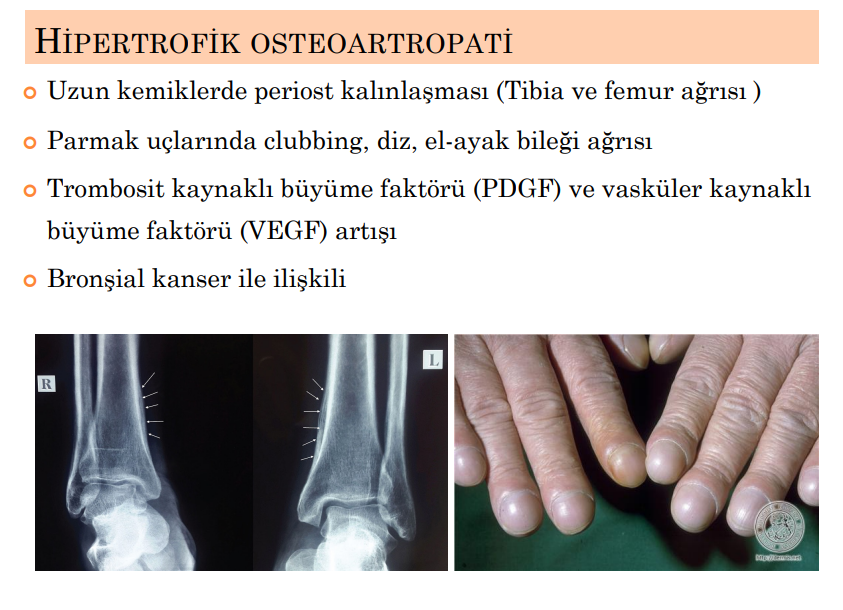 HİPERTROFİK OSTEOARTROPATİ
Uzun kemiklerde periost kalınlaşması (Tibia ve femur ağrısı )
Parmak uçlarında clubbing, diz, el-ayak bileği ağrısı
Trombosit kaynaklı büyüme faktörü (PDGF) ve vasküler kaynaklı
büyüme faktörü (VEGF) artışı
Bronşial kanser ile ilişkili
R
L